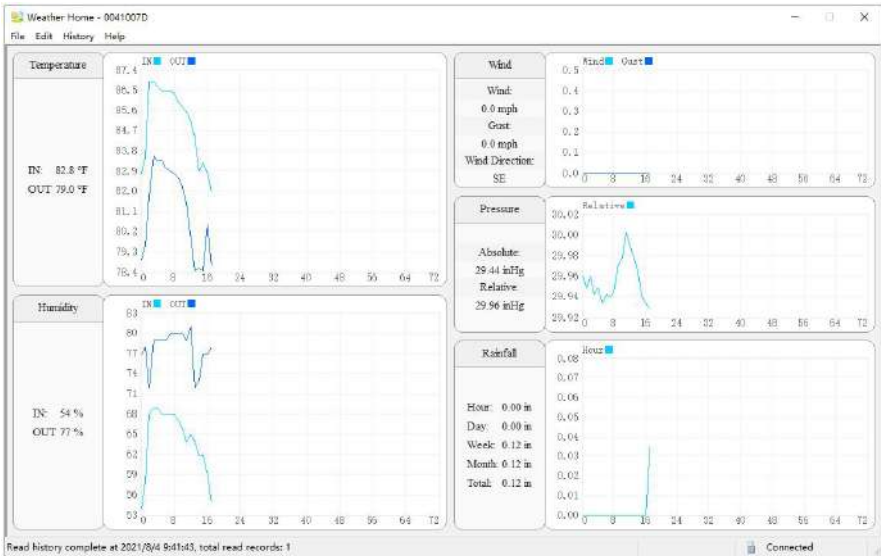 Weather Home - 0041007D
File Edit History Help
Temperature
IN: 82.8 °F
OUT 79.0 °F
IN OUT
87.4
86.5
85.6
84.7
83.8
82.9
82.0
81.1
80.2
79.3
78.4
0 8 16 24 32 40 48 56 64 72
Humidity
IN: 54 %
OUT 77 %
IN OUT
83
80
77
74
71
68
65
62
59
56
53
0 8 16 24 32 40 48 56 64 72
Wind
Wind:
0.0 mph
Gust:
0.0 mph
Wind Direction:
SE
Wind Gust
0.5
0.4
0.3
0.2
0.1
0.0
0 8 16 24 32 40 48 56 64 72
Pressure
Absolute:
29.44 inHg
Relative:
29.96 inHg
Relative
30.02
30.00
29.98
29.96
29.94
29.92
0 8 16 24 32 40 48 56 64 72
Rainfall
Hour: 0.00 in
Day: 0.00 in
Week: 0.12 in
Month: 0.12 in
Total: 0.12 in
Hour
0.08
0.07
0.06
0.05
0.04
0.03
0.02
0.01
0.00
0 8 16 24 32 40 48 56 64 72
Read history complete at 2021/8/4 9:41:43, total read records: 1
Connected